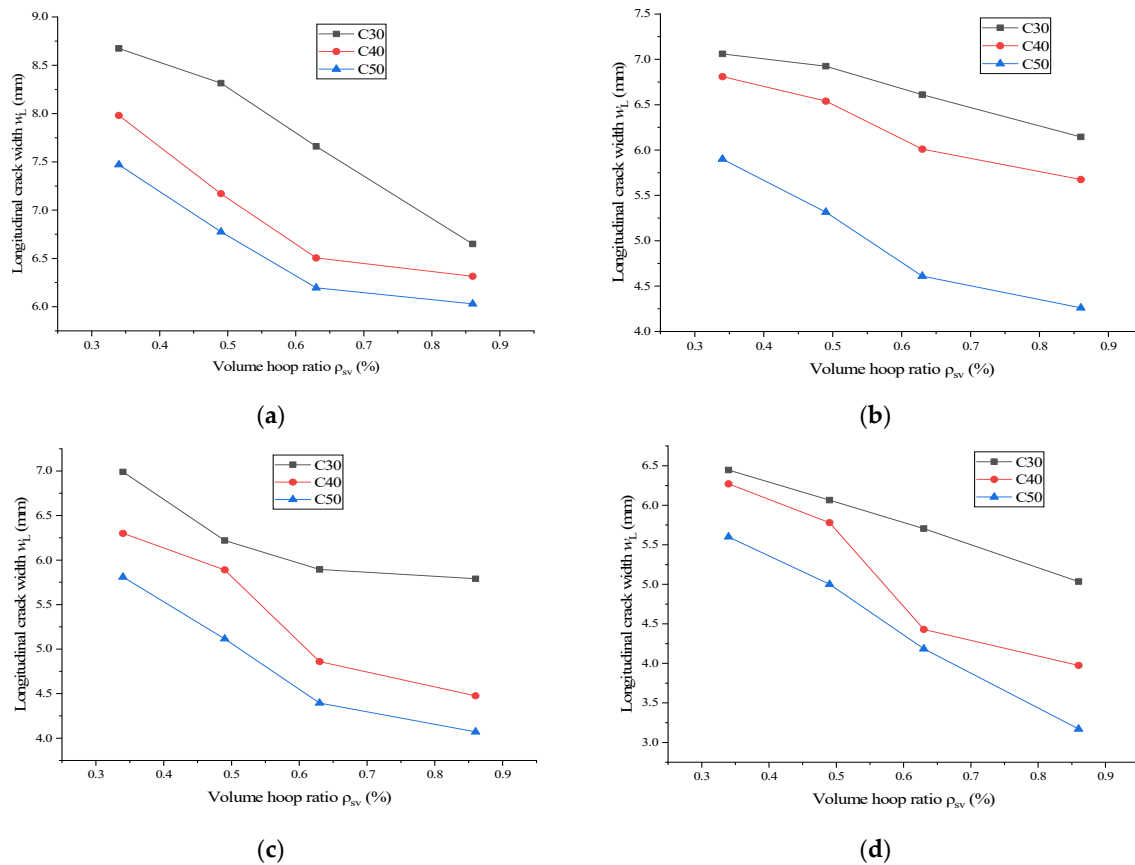 9.0
8.5
8.0
7.5
7.0
6.5
6.0
0.3 0.4 0.5 0.6 0.7 0.8 0.9
Longitudinal crack width wL (mm)
Volume hoop ratio ρsv (%)
C30
C40
C50
(a)
7.5
7.0
6.5
6.0
5.5
5.0
4.5
4.0
0.3 0.4 0.5 0.6 0.7 0.8 0.9
Longitudinal crack width wL (mm)
Volume hoop ratio ρsv (%)
C30
C40
C50
(b)
7.0
6.5
6.0
5.5
5.0
4.5
4.0
0.3 0.4 0.5 0.6 0.7 0.8 0.9
Longitudinal crack width wL (mm)
Volume hoop ratio ρsv (%)
C30
C40
C50
(c)
6.5
6.0
5.5
5.0
4.5
4.0
3.5
3.0
0.3 0.4 0.5 0.6 0.7 0.8 0.9
Longitudinal crack width wL (mm)
Volume hoop ratio ρsv (%)
C30
C40
C50
(d)